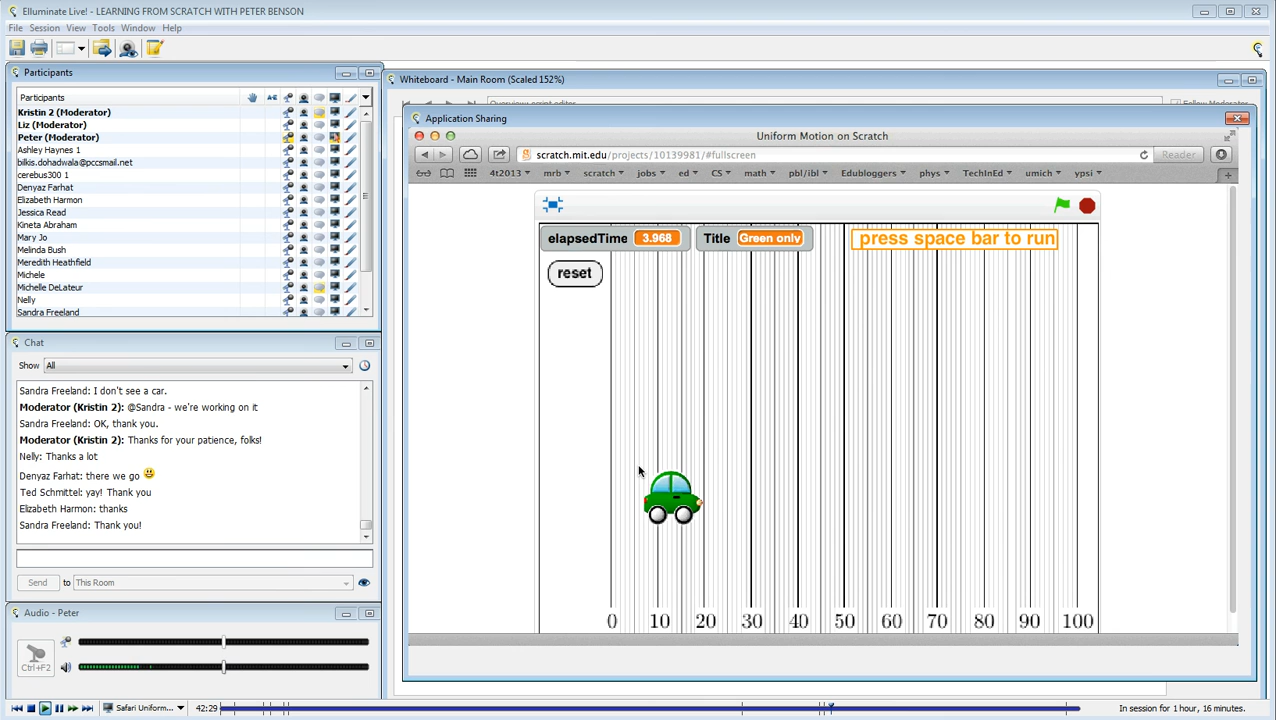 Elluminate Live! - LEARNING FROM SCRATCH WITH PETER BENSON
File Session View Tools Window Help
Participants
Participants
Kristin 2 (Moderator)
Liz (Moderator)
Peter (Moderator)
Ashley Haynes 1
bilkis.dohadwala@pccsmail.net
cerebus300 1
Denyaz Farhat
Elizabeth Harmon
Jessica Read
Kineta Abraham
Mary Jo
Melinda Bush
Meredith Heathfield
Michele
Michelle DeLateur
Nelly
Sandra Freeland
Chat
Show All
Sandra Freeland: I don't see a car.
Moderator (Kristin 2): @Sandra - we're working on it
Sandra Freeland: OK, thank you.
Moderator (Kristin 2): Thanks for your patience, folks!
Nelly: Thanks a lot
Denyaz Farhat: there we go
Ted Schmittel: yay! Thank you
Elizabeth Harmon: thanks
Sandra Freeland: Thank you!
Send to This Room
Audio - Peter
Ctrl+F2
Whiteboard - Main Room (Scaled 152%)
Overview script editor
Follow Moderator
Application Sharing
Uniform Motion on Scratch
scratch.mit.edu/projects/10139981/#fullscreen
Reader
4t2013 mrb scratch jobs ed CS math pbl/ibl Edubloggers phys TechInEd umich ypsi
elapsedTime 3.968 Title Green only press space bar to run
reset
0 10 20 30 40 50 60 70 80 90 100
Safari Uniform... 42:29 In session for 1 hour, 16 minutes.